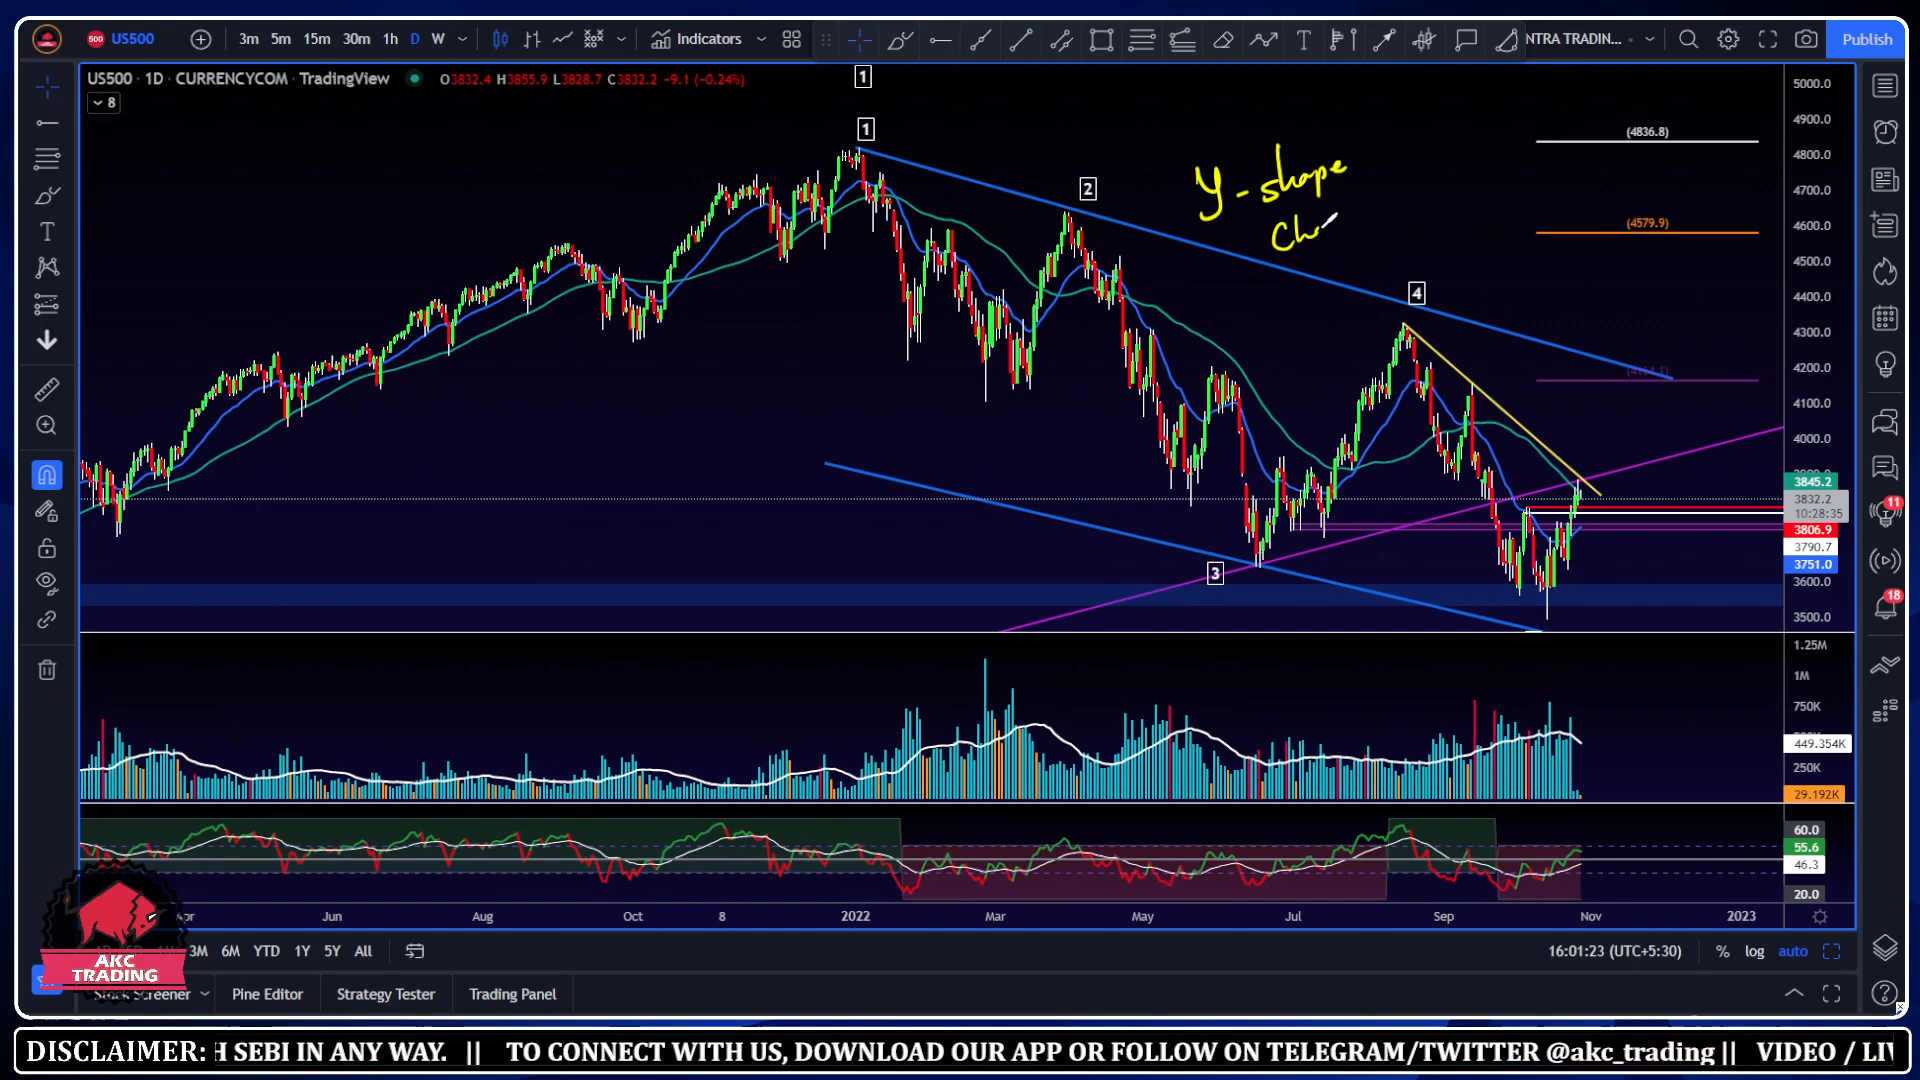 500 US500 3m 5m 15m 30m 1h D W Indicators NTRA TRADIN... Publish
US500 · 1D · CURRENCYCOM · TradingView O3832.4 H3855.9 L3828.7 C3832.2 -9.1 (-0.24%)
8
1
1
2
4
3
Y - shape
(4836.8)
(4579.9)
5000.0
4900.0
4800.0
4700.0
4600.0
4500.0
4400.0
4300.0
4200.0
4100.0
4000.0
3845.2
3832.2
10:28:35
3806.9
3790.7
3751.0
3600.0
3500.0
1.25M
1M
750K
449.354K
250K
29.192K
60.0
55.6
46.3
20.0
11
18
Jun Aug Oct 8 2022 Mar May Jul Sep Nov 2023
3M 6M YTD 1Y 5Y All 16:01:23 (UTC+5:30) % log auto
AKC
TRADING
Stock Screener Pine Editor Strategy Tester Trading Panel
DISCLAIMER: H SEBI IN ANY WAY. || TO CONNECT WITH US, DOWNLOAD OUR APP OR FOLLOW ON TELEGRAM/TWITTER @akc_trading || VIDEO / LIV